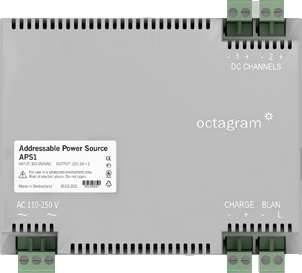 - 1 +
- 2 +
DC CHANNELS
octagram
Addressable Power Source
APS1
For use in a protected environment only.
Risk of electric shock. Do not open.
Made in Switzerland
AC 110-250 V
~ ~
CHARGE
BLAN
- +
- L